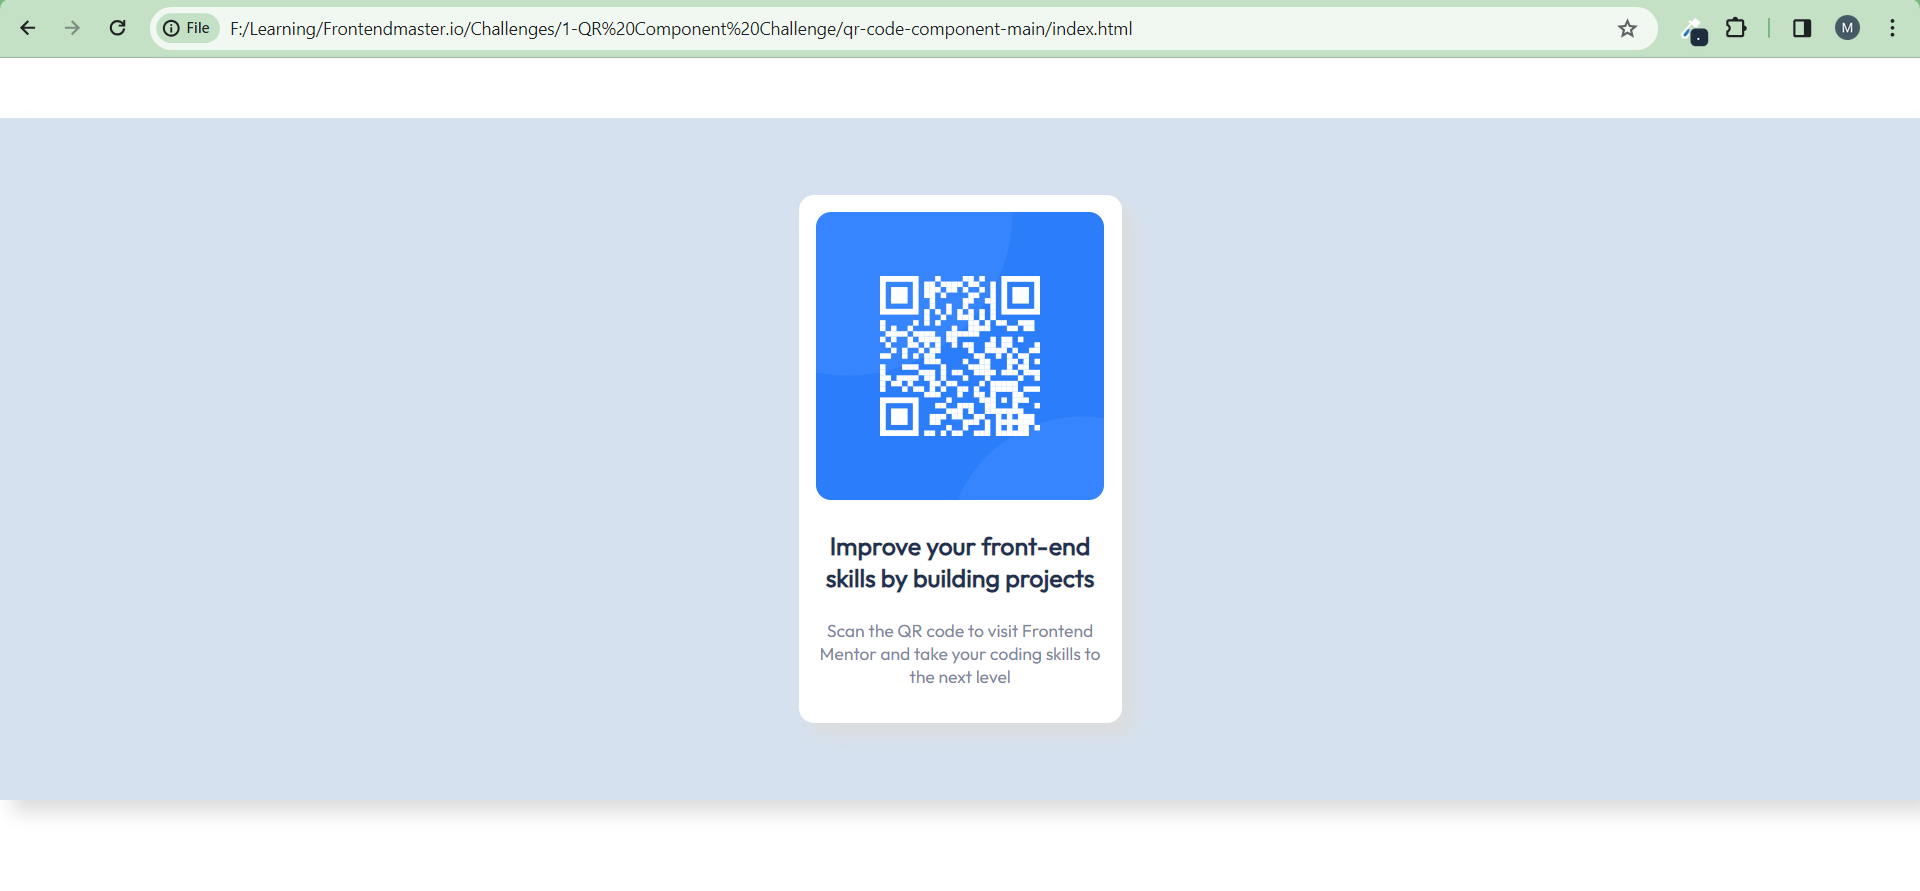 File
F:/Learning/Frontendmaster.io/Challenges/1-QR%20Component%20Challenge/qr-code-component-main/index.html
M
Improve your front-end
skills by building projects
Scan the QR code to visit Frontend
Mentor and take your coding skills to
the next level